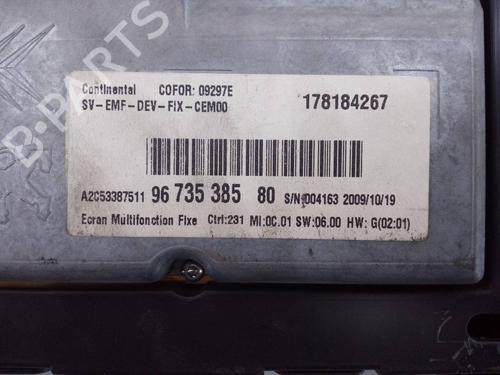 B-PARTS
Continental COFOR: 09297E
SV-EMF-DEV-FIX-CEM00
178184267
A2C53387511 96 735 385 80 S/N:004163 2009/10/19
Ecran Multifonction Fixe Ctrl:231 MI:0C.01 SW:06.00 HW: G(02:01)